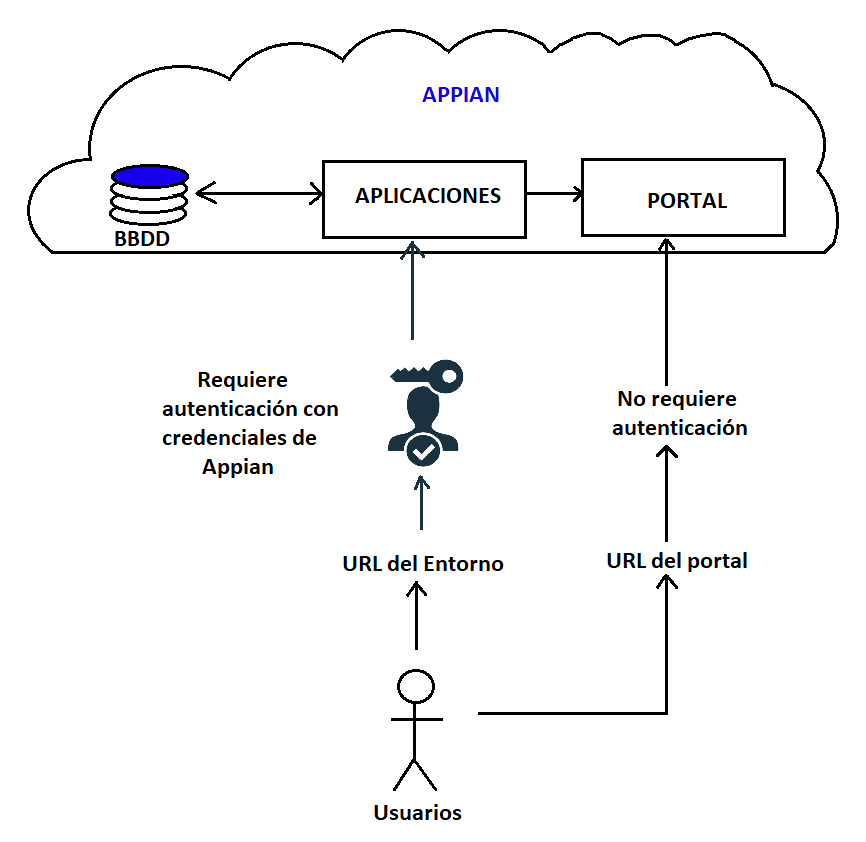 APPIAN
APLICACIONES
PORTAL
BBDD
Requiere
autenticación con
credenciales de
Appian
No requiere
autenticación
URL del Entorno
URL del portal
Usuarios